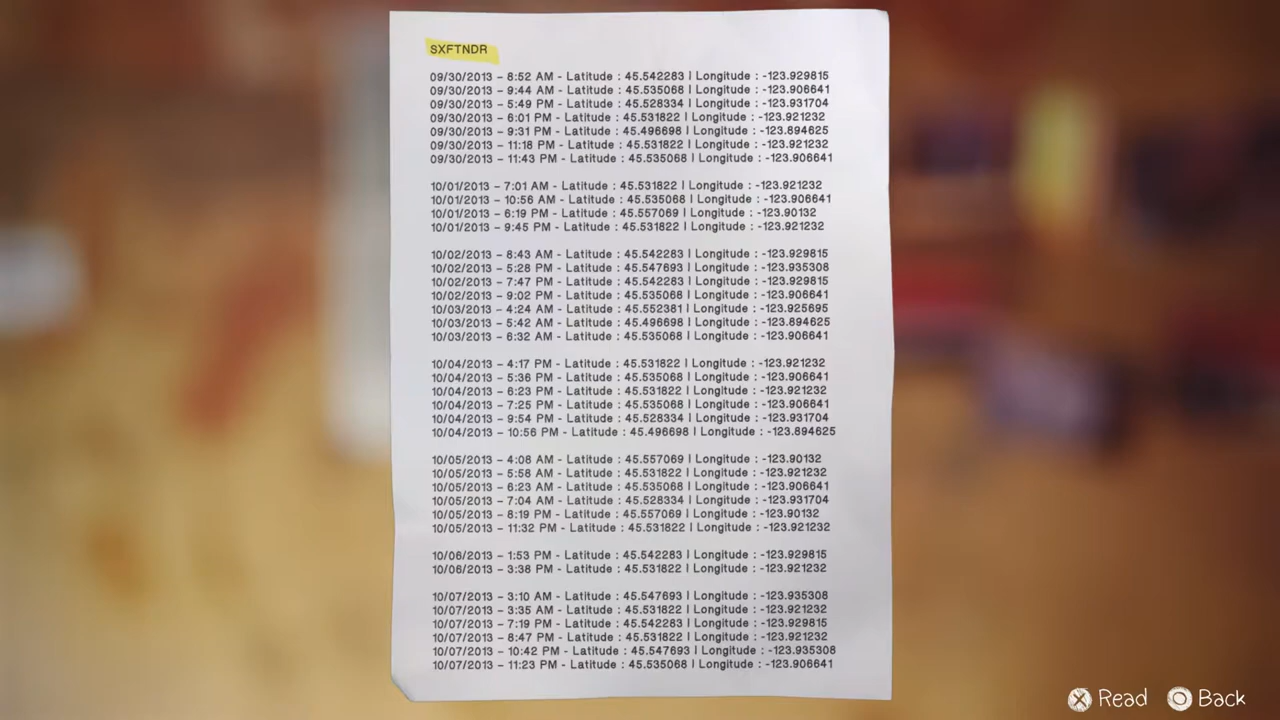 SXFTNDR
09/30/2013 – 8:52 AM - Latitude : 45.542283 | Longitude : -123.929815
09/30/2013 – 9:44 AM - Latitude : 45.535068 | Longitude : -123.906641
09/30/2013 – 5:49 PM - Latitude : 45.528334 | Longitude : -123.931704
09/30/2013 – 6:01 PM - Latitude : 45.531822 | Longitude : -123.921232
09/30/2013 – 9:31 PM - Latitude : 45.496698 | Longitude : -123.894625
09/30/2013 – 11:18 PM - Latitude : 45.531822 | Longitude : -123.921232
09/30/2013 – 11:43 PM - Latitude : 45.535068 | Longitude : -123.906641
10/01/2013 – 7:01 AM - Latitude : 45.531822 | Longitude : -123.921232
10/01/2013 – 10:56 AM - Latitude : 45.535068 | Longitude : -123.906641
10/01/2013 – 6:19 PM - Latitude : 45.557069 | Longitude : -123.90132
10/01/2013 – 9:45 PM - Latitude : 45.531822 | Longitude : -123.921232
10/02/2013 – 8:43 AM - Latitude : 45.542283 | Longitude : -123.929815
10/02/2013 – 5:28 PM - Latitude : 45.547693 | Longitude : -123.935308
10/02/2013 – 7:47 PM - Latitude : 45.542283 | Longitude : -123.929815
10/02/2013 – 9:02 PM - Latitude : 45.535068 | Longitude : -123.906641
10/03/2013 – 4:24 AM - Latitude : 45.552381 | Longitude : -123.925695
10/03/2013 – 5:42 AM - Latitude : 45.496698 | Longitude : -123.894625
10/03/2013 – 6:32 AM - Latitude : 45.535068 | Longitude : -123.906641
10/04/2013 – 4:17 PM - Latitude : 45.531822 | Longitude : -123.921232
10/04/2013 – 5:36 PM - Latitude : 45.535068 | Longitude : -123.906641
10/04/2013 – 6:23 PM - Latitude : 45.531822 | Longitude : -123.921232
10/04/2013 – 7:25 PM - Latitude : 45.535068 | Longitude : -123.906641
10/04/2013 – 9:54 PM - Latitude : 45.528334 | Longitude : -123.931704
10/04/2013 – 10:56 PM - Latitude : 45.496698 | Longitude : -123.894625
10/05/2013 – 4:08 AM - Latitude : 45.557069 | Longitude : -123.90132
10/05/2013 – 5:58 AM - Latitude : 45.531822 | Longitude : -123.921232
10/05/2013 – 6:23 AM - Latitude : 45.535068 | Longitude : -123.906641
10/05/2013 – 7:04 AM - Latitude : 45.528334 | Longitude : -123.931704
10/05/2013 – 8:19 PM - Latitude : 45.557069 | Longitude : -123.90132
10/05/2013 – 11:32 PM - Latitude : 45.531822 | Longitude : -123.921232
10/06/2013 – 1:53 PM - Latitude : 45.542283 | Longitude : -123.929815
10/06/2013 – 3:38 PM - Latitude : 45.531822 | Longitude : -123.921232
10/07/2013 – 3:10 AM - Latitude : 45.547693 | Longitude : -123.935308
10/07/2013 – 3:35 AM - Latitude : 45.531822 | Longitude : -123.921232
10/07/2013 – 7:19 PM - Latitude : 45.542283 | Longitude : -123.929815
10/07/2013 – 8:47 PM - Latitude : 45.531822 | Longitude : -123.921232
10/07/2013 – 10:42 PM - Latitude : 45.547693 | Longitude : -123.935308
10/07/2013 – 11:23 PM - Latitude : 45.535068 | Longitude : -123.906641
Read Back